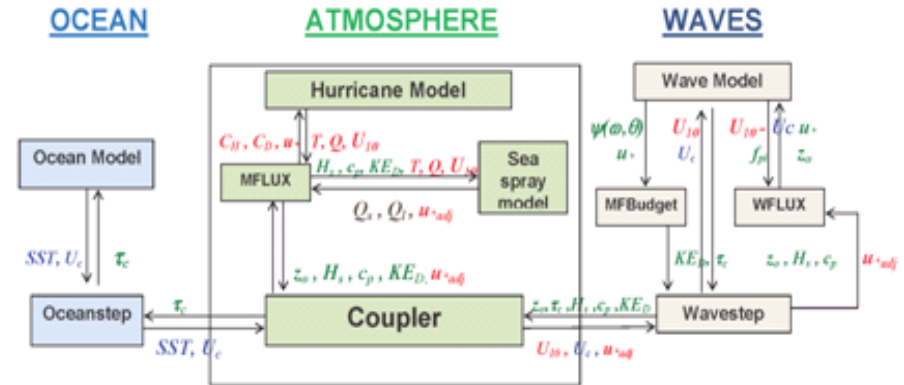 OCEAN
ATMOSPHERE
WAVES
Hurricane Model
Wave Model
C_H, C_D, u*
T, Q, U_10
ψ(ω,θ)
u*
U_10
U_c
U_10 - Uc
f_pi
u*
z_o
Ocean Model
MFLUX
H_s, c_p, KE_D, T, Q, U_10
Sea
spray
model
Q_s, Q_l, u*adj
MFBudget
WFLUX
SST, U_c
τ_c
z_o, H_s, c_p, KE_D, u*adj
KE_D, τ_c
z_o, H_s, c_p
u*adj
Oceanstep
τ_c
SST, U_c
Coupler
z_o, τ_c, H_s, c_p, KE_D
U_10, U_c, u*adj
Wavestep